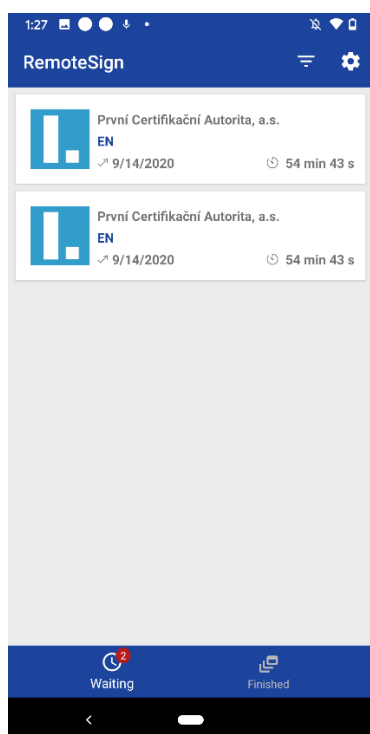 1:27
RemoteSign
První Certifikační Autorita, a.s.
EN
9/14/2020 54 min 43 s
První Certifikační Autorita, a.s.
EN
9/14/2020 54 min 43 s
2
Waiting Finished